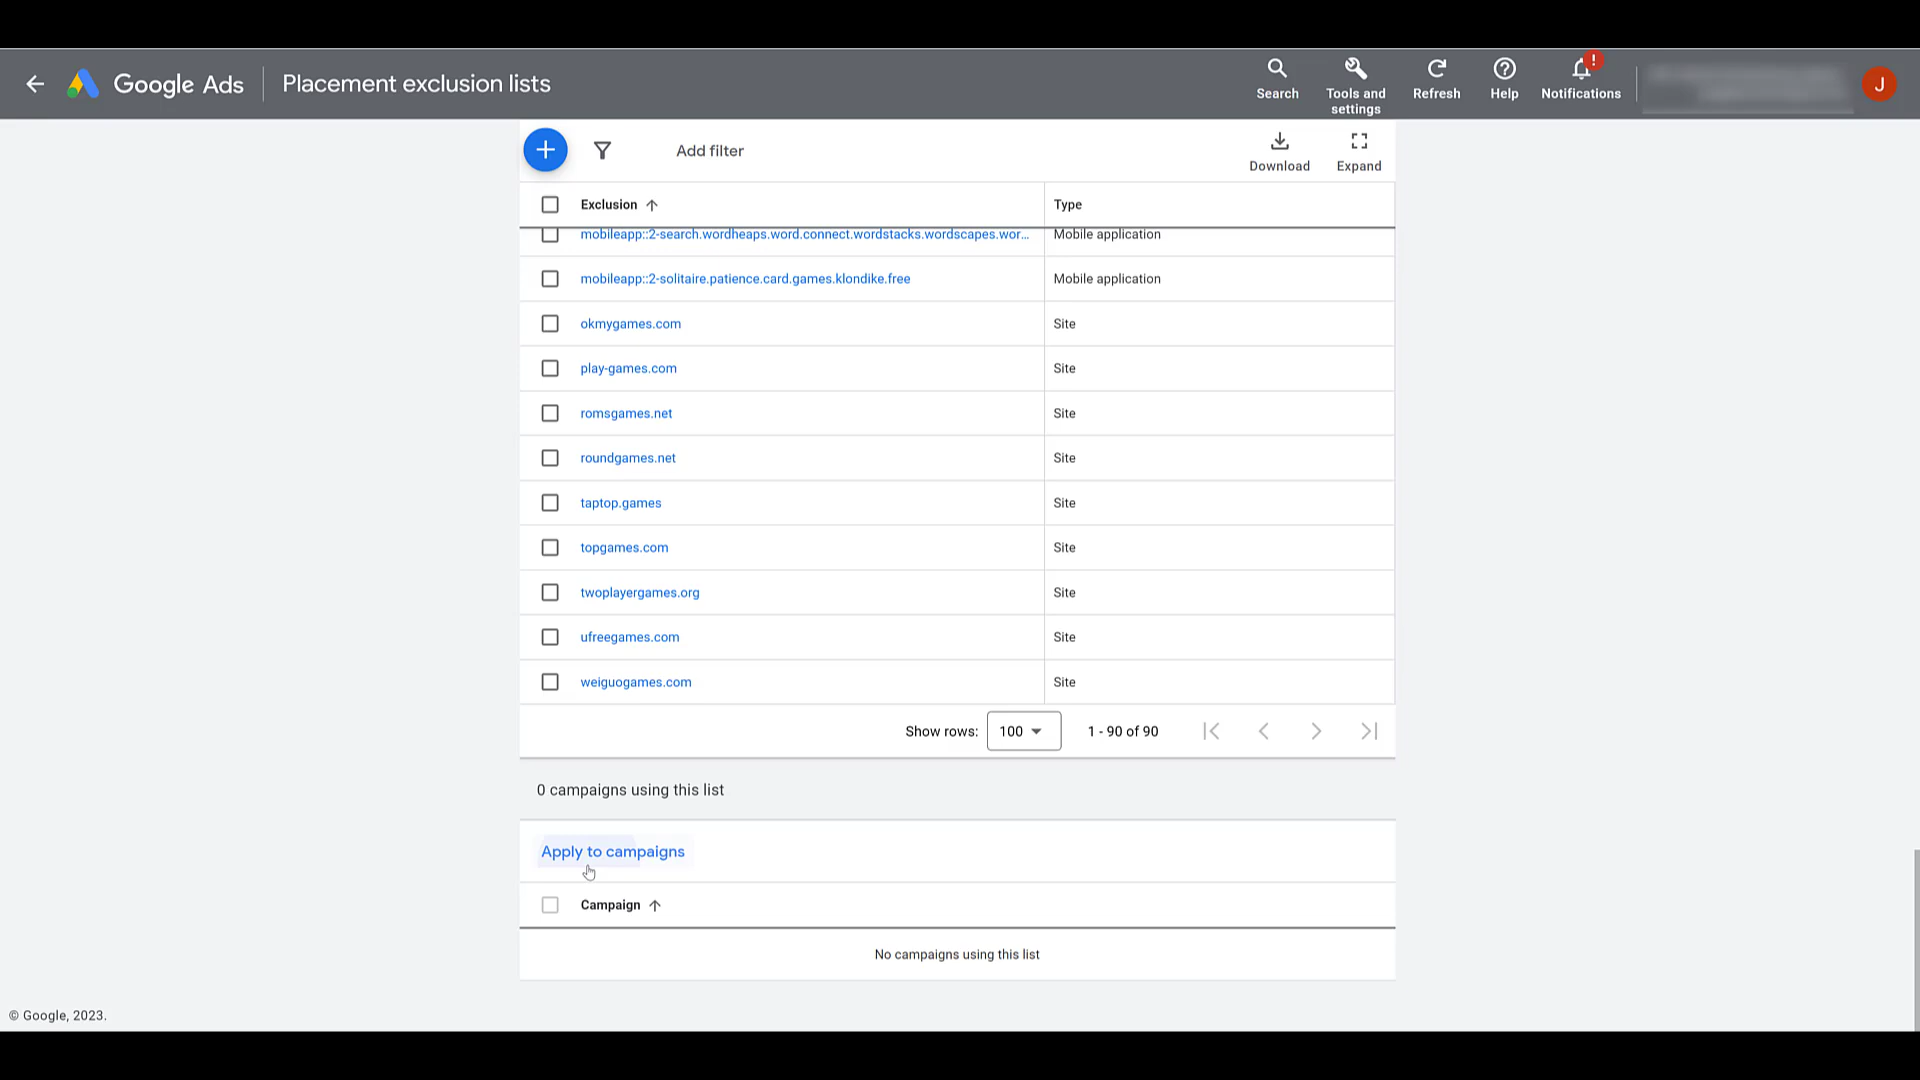 Google Ads
Placement exclusion lists
Search
Tools and
settings
Refresh
Help
!
Notifications
J
Add filter
Download
Expand
Exclusion
Type
mobileapp::2-search.wordheaps.word.connect.wordstacks.wordscapes.wor...
Mobile application
mobileapp::2-solitaire.patience.card.games.klondike.free
Mobile application
okmygames.com
Site
play-games.com
Site
romsgames.net
Site
roundgames.net
Site
taptop.games
Site
topgames.com
Site
twoplayergames.org
Site
ufreegames.com
Site
weiguogames.com
Site
Show rows:
100
1 - 90 of 90
0 campaigns using this list
Apply to campaigns
Campaign
No campaigns using this list
© Google, 2023.